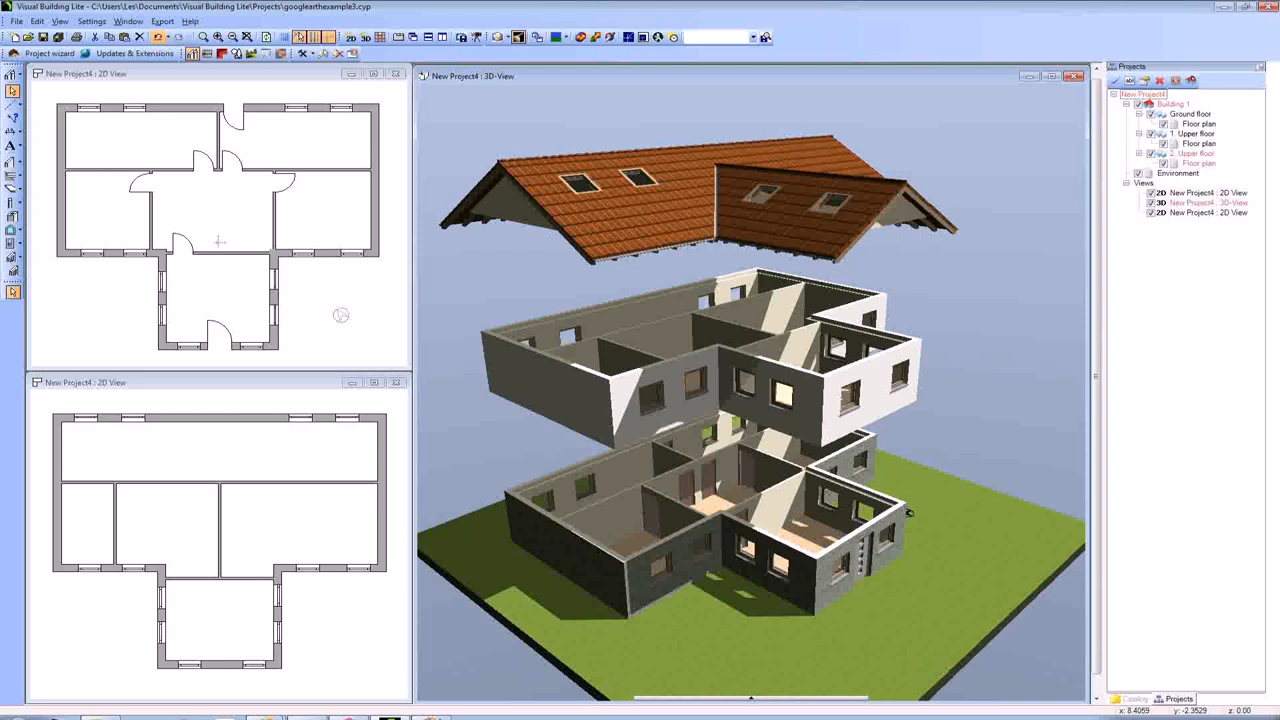 Visual Building Lite - C:\Users\Les\Documents\Visual Building Lite\Projects\googlearthexample3.cyp
File Edit View Settings Window Export Help
2D 3D
Project wizard Updates & Extensions
New Project4 : 2D View
New Project4 : 3D-View
Projects
New Project4
Building 1
Ground floor
Floor plan
1. Upper floor
Floor plan
2. Upper floor
Floor plan
Environment
Views
2D New Project4 : 2D View
3D New Project4 : 3D-View
2D New Project4 : 2D View
New Project4 : 2D View
Catalog Projects
x: 8.4059 y: -2.3529 z: 0.00